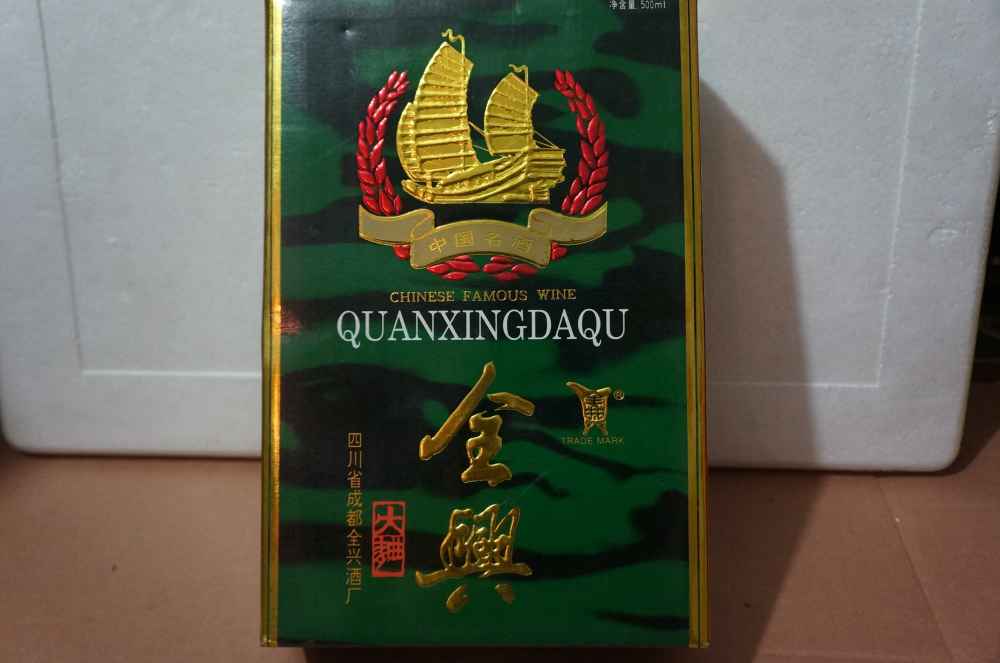 净含量 500ml
中国名酒
CHINESE FAMOUS WINE
QUANXINGDAQU
全興
®
TRADE MARK
大麯
四川省成都全兴酒厂